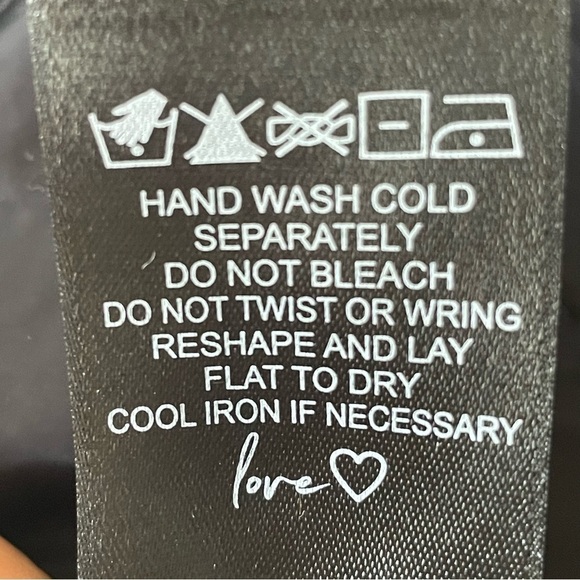 HAND WASH COLD
SEPARATELY
DO NOT BLEACH
DO NOT TWIST OR WRING
RESHAPE AND LAY
FLAT TO DRY
COOL IRON IF NECESSARY
love